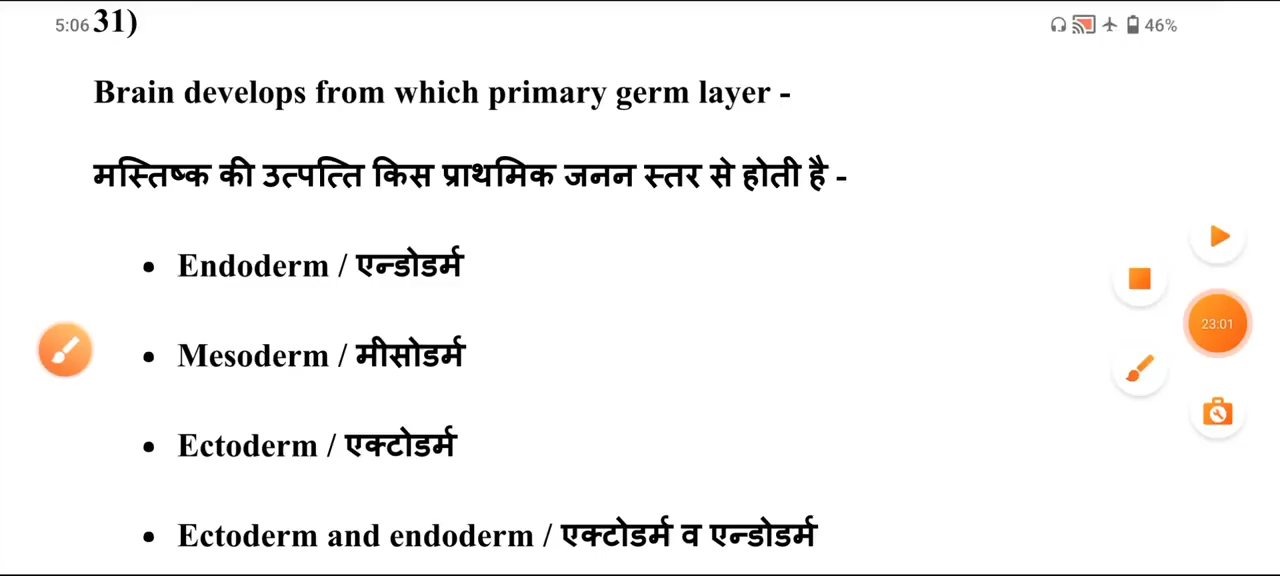 5:06 31) 46%
Brain develops from which primary germ layer -
मस्तिष्क की उत्पत्ति किस प्राथमिक जनन स्तर से होती है -
• Endoderm / एन्डोडर्म
• Mesoderm / मीसोडर्म
23:01
• Ectoderm / एक्टोडर्म
• Ectoderm and endoderm / एक्टोडर्म व एन्डोडर्म